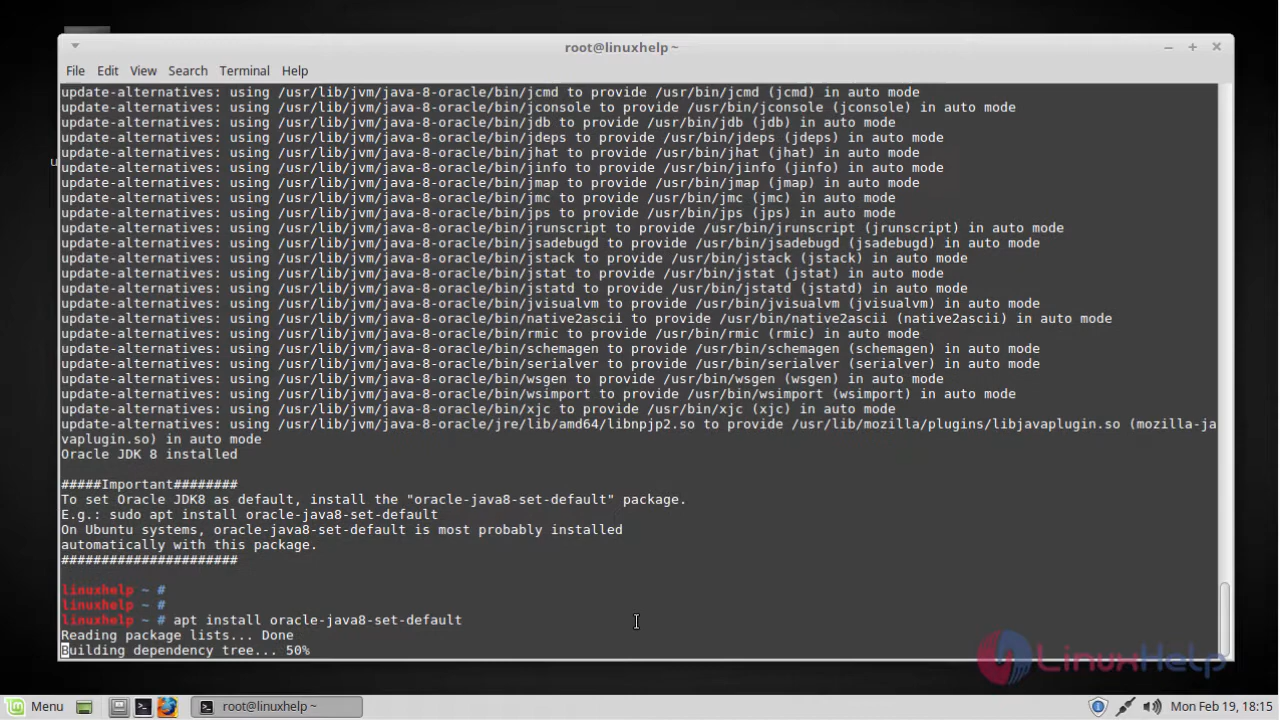 root@linuxhelp ~
File Edit View Search Terminal Help
update-alternatives: using /usr/lib/jvm/java-8-oracle/bin/jcmd to provide /usr/bin/jcmd (jcmd) in auto mode
update-alternatives: using /usr/lib/jvm/java-8-oracle/bin/jconsole to provide /usr/bin/jconsole (jconsole) in auto mode
update-alternatives: using /usr/lib/jvm/java-8-oracle/bin/jdb to provide /usr/bin/jdb (jdb) in auto mode
update-alternatives: using /usr/lib/jvm/java-8-oracle/bin/jdeps to provide /usr/bin/jdeps (jdeps) in auto mode
update-alternatives: using /usr/lib/jvm/java-8-oracle/bin/jhat to provide /usr/bin/jhat (jhat) in auto mode
update-alternatives: using /usr/lib/jvm/java-8-oracle/bin/jinfo to provide /usr/bin/jinfo (jinfo) in auto mode
update-alternatives: using /usr/lib/jvm/java-8-oracle/bin/jmap to provide /usr/bin/jmap (jmap) in auto mode
update-alternatives: using /usr/lib/jvm/java-8-oracle/bin/jmc to provide /usr/bin/jmc (jmc) in auto mode
update-alternatives: using /usr/lib/jvm/java-8-oracle/bin/jps to provide /usr/bin/jps (jps) in auto mode
update-alternatives: using /usr/lib/jvm/java-8-oracle/bin/jrunscript to provide /usr/bin/jrunscript (jrunscript) in auto mode
update-alternatives: using /usr/lib/jvm/java-8-oracle/bin/jsadebugd to provide /usr/bin/jsadebugd (jsadebugd) in auto mode
update-alternatives: using /usr/lib/jvm/java-8-oracle/bin/jstack to provide /usr/bin/jstack (jstack) in auto mode
update-alternatives: using /usr/lib/jvm/java-8-oracle/bin/jstat to provide /usr/bin/jstat (jstat) in auto mode
update-alternatives: using /usr/lib/jvm/java-8-oracle/bin/jstatd to provide /usr/bin/jstatd (jstatd) in auto mode
update-alternatives: using /usr/lib/jvm/java-8-oracle/bin/jvisualvm to provide /usr/bin/jvisualvm (jvisualvm) in auto mode
update-alternatives: using /usr/lib/jvm/java-8-oracle/bin/native2ascii to provide /usr/bin/native2ascii (native2ascii) in auto mode
update-alternatives: using /usr/lib/jvm/java-8-oracle/bin/rmic to provide /usr/bin/rmic (rmic) in auto mode
update-alternatives: using /usr/lib/jvm/java-8-oracle/bin/schemagen to provide /usr/bin/schemagen (schemagen) in auto mode
update-alternatives: using /usr/lib/jvm/java-8-oracle/bin/serialver to provide /usr/bin/serialver (serialver) in auto mode
update-alternatives: using /usr/lib/jvm/java-8-oracle/bin/wsgen to provide /usr/bin/wsgen (wsgen) in auto mode
update-alternatives: using /usr/lib/jvm/java-8-oracle/bin/wsimport to provide /usr/bin/wsimport (wsimport) in auto mode
update-alternatives: using /usr/lib/jvm/java-8-oracle/bin/xjc to provide /usr/bin/xjc (xjc) in auto mode
update-alternatives: using /usr/lib/jvm/java-8-oracle/jre/lib/amd64/libnpjp2.so to provide /usr/lib/mozilla/plugins/libjavaplugin.so (mozilla-ja
vaplugin.so) in auto mode
Oracle JDK 8 installed
#####Important########
To set Oracle JDK8 as default, install the "oracle-java8-set-default" package.
E.g.: sudo apt install oracle-java8-set-default
On Ubuntu systems, oracle-java8-set-default is most probably installed
automatically with this package.
######################
linuxhelp ~ #
linuxhelp ~ #
linuxhelp ~ # apt install oracle-java8-set-default
Reading package lists... Done
Building dependency tree... 50%
LinuxHelp
Menu root@linuxhelp ~ Mon Feb 19, 18:15